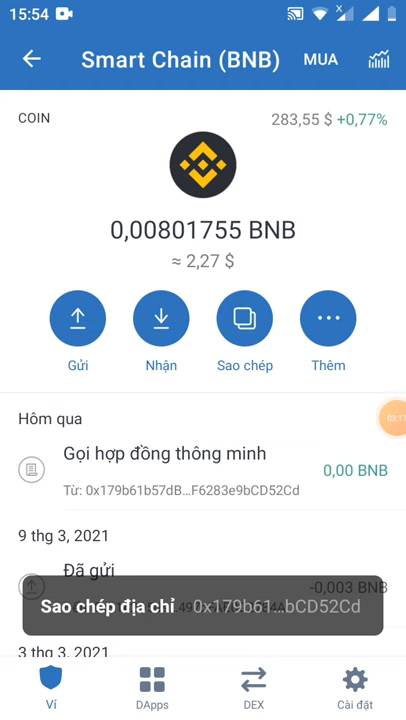 15:54
Smart Chain (BNB) MUA
COIN 283,55 $ +0,77%
0,00801755 BNB
≈ 2,27 $
Gửi Nhận Sao chép Thêm
Hôm qua
03:17
Gọi hợp đồng thông minh
0,00 BNB
Từ: 0x179b61b57dB...F6283e9bCD52Cd
9 thg 3, 2021
Đã gửi
-0,003 BNB
Sao chép địa chỉ 0x179b61...bCD52Cd
3 thg 3, 2021
Ví DApps DEX Cài đặt